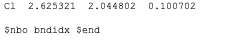 Cl  2.625321  2.044802  0.100702
$nbo bndidx $end